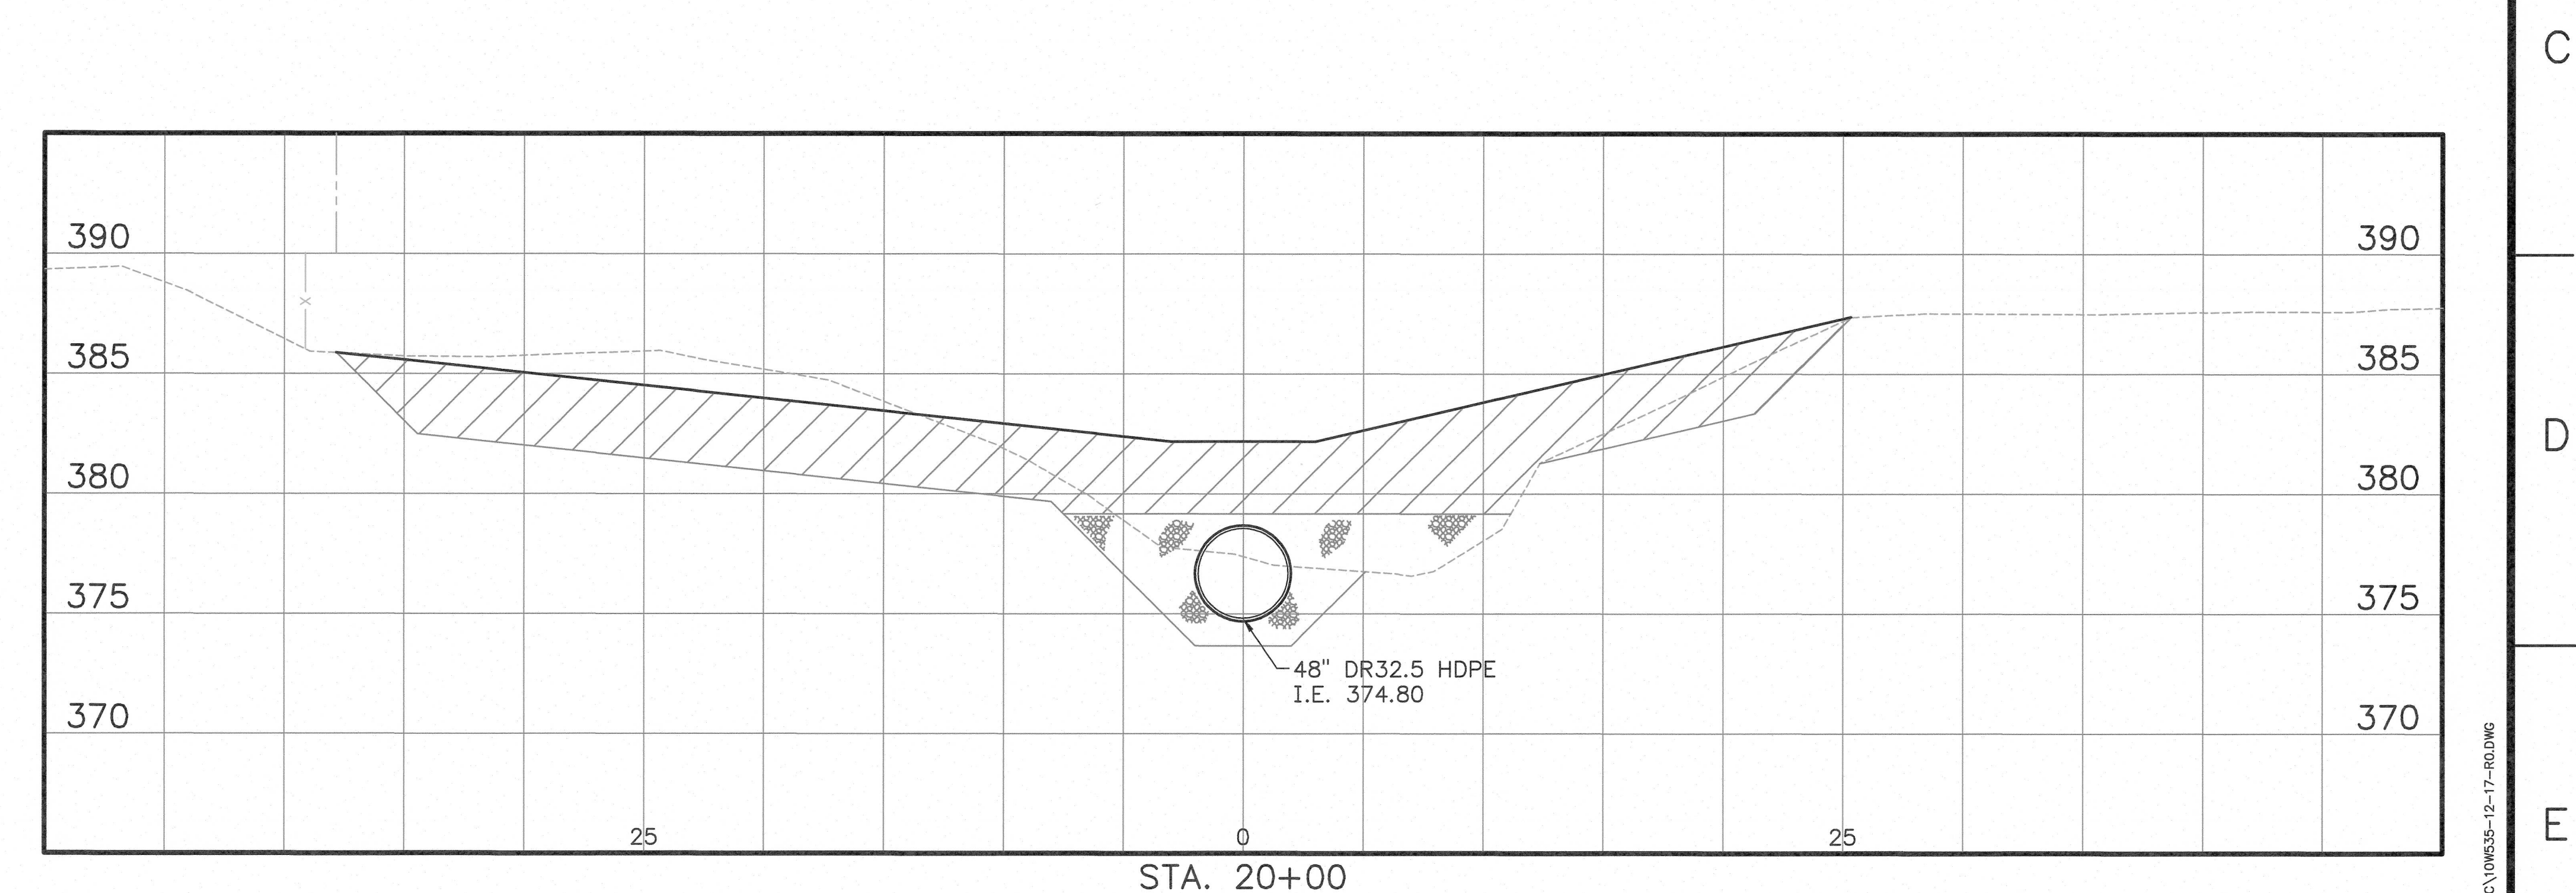 C
390 390
X
385 385
D
380 380
375 375
48" DR32.5 HDPE
I.E. 374.80
370 370
25 0 25
E
STA. 20+00
C\10W535-12-17-R0.DWG